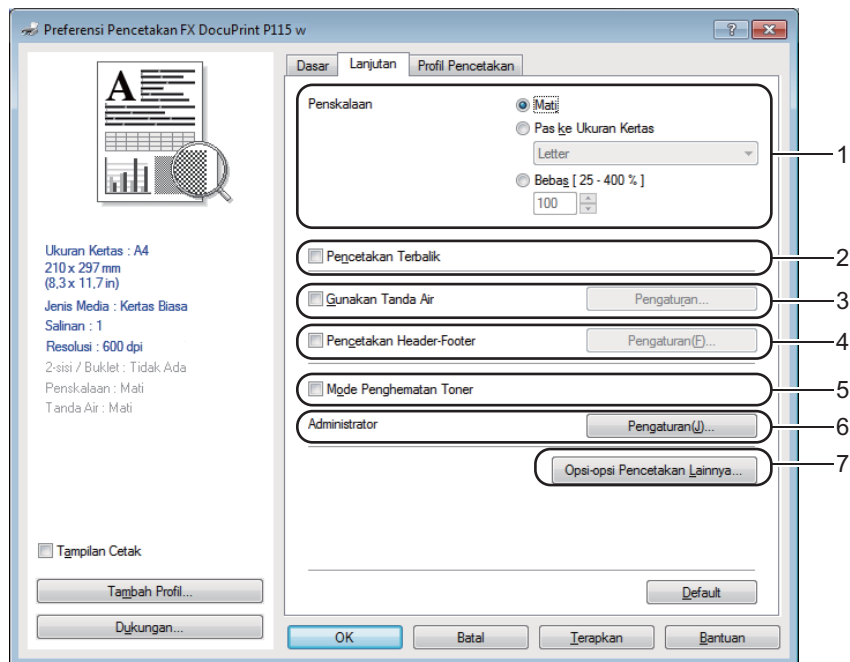 Preferensi Pencetakan FX DocuPrint P115 w
Dasar
Lanjutan
Profil Pencetakan
A
Ukuran Kertas : A4
210 x 297 mm
(8,3 x 11,7 in)
Jenis Media : Kertas Biasa
Salinan : 1
Resolusi : 600 dpi
2-sisi / Buklet : Tidak Ada
Penskalaan : Mati
Tanda Air : Mati
Tampilan Cetak
Tambah Profil...
Dukungan...
Penskalaan
Mati
Pas ke Ukuran Kertas
Letter
Bebas [ 25 - 400 % ]
100
1
Pencetakan Terbalik
2
Gunakan Tanda Air
Pengaturan...
3
Pencetakan Header-Footer
Pengaturan(F)...
4
Mode Penghematan Toner
5
Administrator
Pengaturan(J)...
6
Opsi-opsi Pencetakan Lainnya...
7
Default
OK
Batal
Terapkan
Bantuan